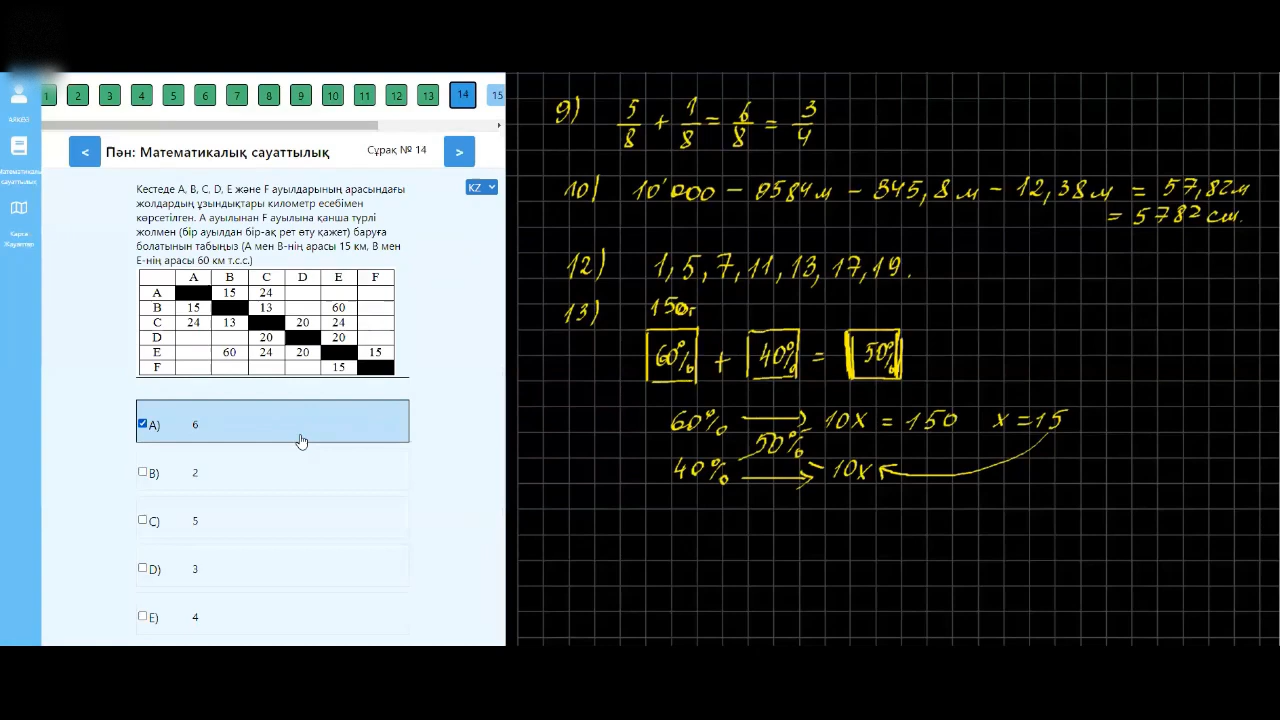 1 2 3 4 5 6 7 8 9 10 11 12 13 14 15
< Пән: Математикалық сауаттылық Сұрақ № 14 >
KZ
Кестеде A, B, C, D, E және F ауылдарының арасындағы
жолдардың ұзындықтары километр есебімен
көрсетілген. A ауылынан F ауылына қанша түрлі
жолмен (бір ауылдан бір-ақ рет өту қажет) баруға
болатынын табыңыз (A мен B-нің арасы 15 км, B мен
E-нің арасы 60 км т.с.с.)
A B C D E F
A 15 24
B 15 13 60
C 24 13 20 24
D 20 20
E 60 24 20 15
F 15
A) 6
B) 2
C) 5
D) 3
E) 4
9) 5/8 + 1/8 = 6/8 = 3/4
10) 10'000 - 9584м - 345,8м - 12,38м = 57,82м
= 5782 см.
12) 1, 5, 7, 11, 13, 17, 19.
13) 150г
60% + 40% = 50%
60% → 10x = 150 x = 15
50%
40% → 10x